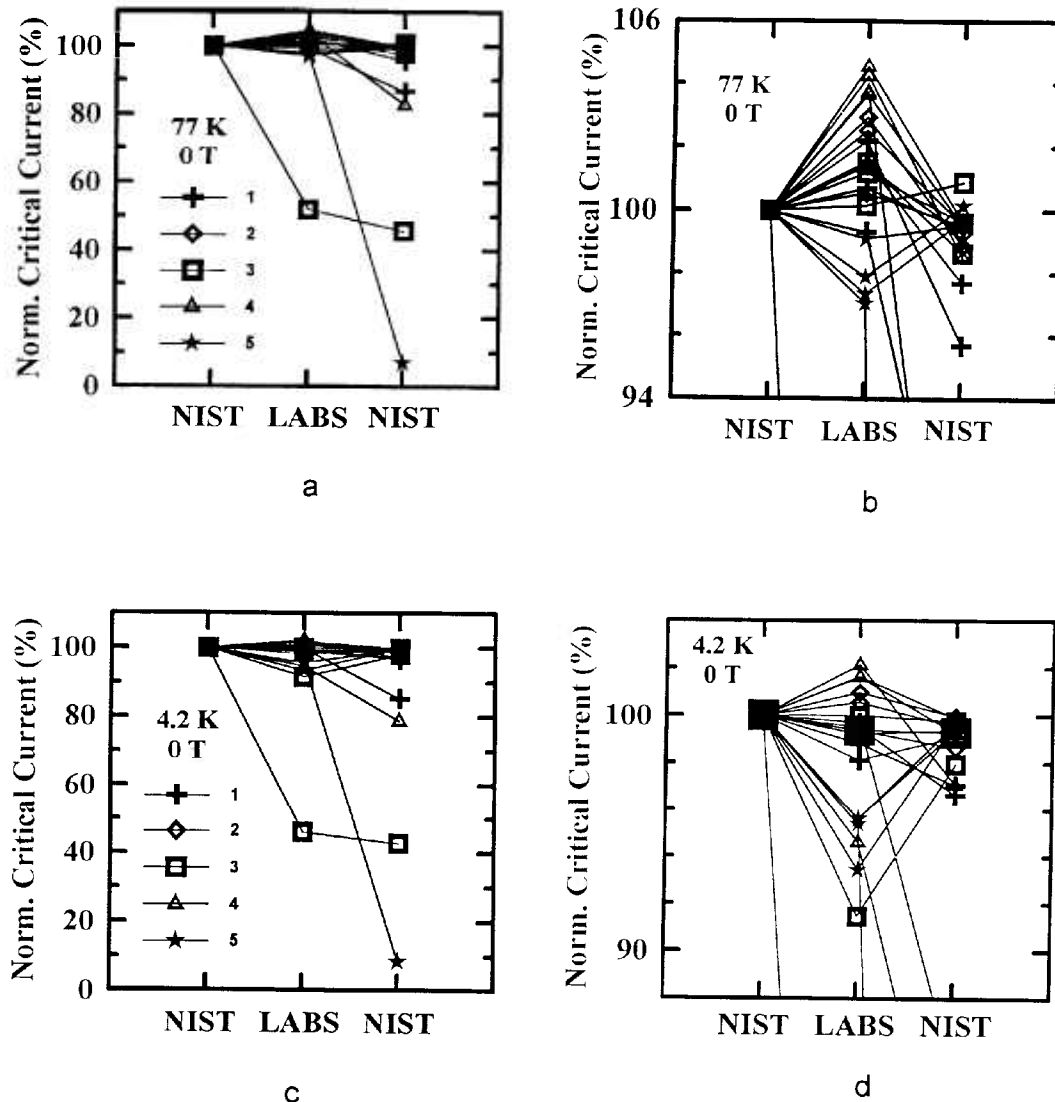 Norm. Critical Current (%)
100
80
60
40
20
0
77 K
0 T
1
2
3
4
5
NIST LABS NIST
a
Norm. Critical Current (%)
106
100
94
77 K
0 T
NIST LABS NIST
b
Norm. Critical Current (%)
100
80
60
40
20
0
4.2 K
0 T
1
2
3
4
5
NIST LABS NIST
c
Norm. Critical Current (%)
100
90
4.2 K
0 T
NIST LABS NIST
d